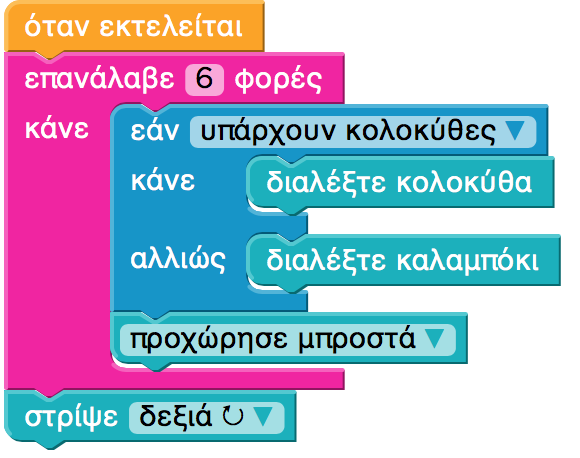 όταν εκτελείται
επανάλαβε 6 φορές
κάνε εάν υπάρχουν κολοκύθες ▼
κάνε διαλέξτε κολοκύθα
αλλιώς διαλέξτε καλαμπόκι
προχώρησε μπροστά ▼
στρίψε δεξιά ↻ ▼